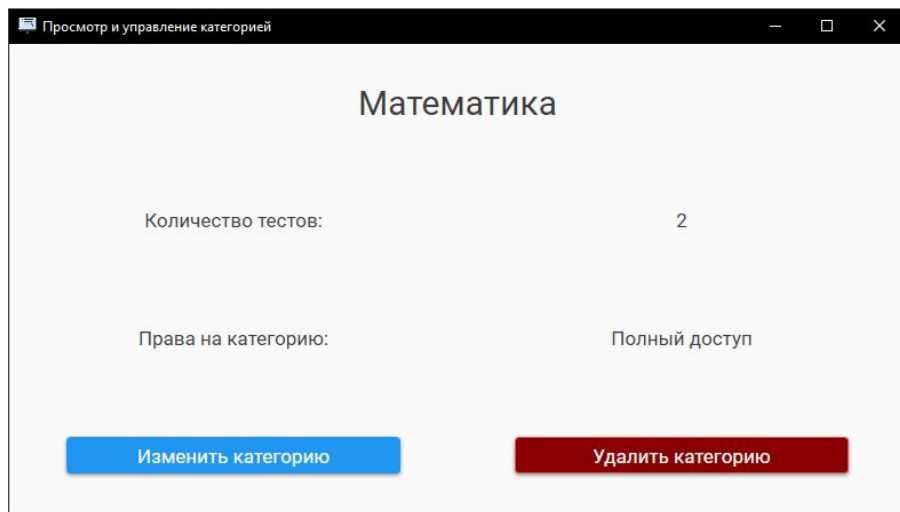 Просмотр и управление категорией
Математика
Количество тестов: 2
Права на категорию: Полный доступ
Изменить категорию Удалить категорию